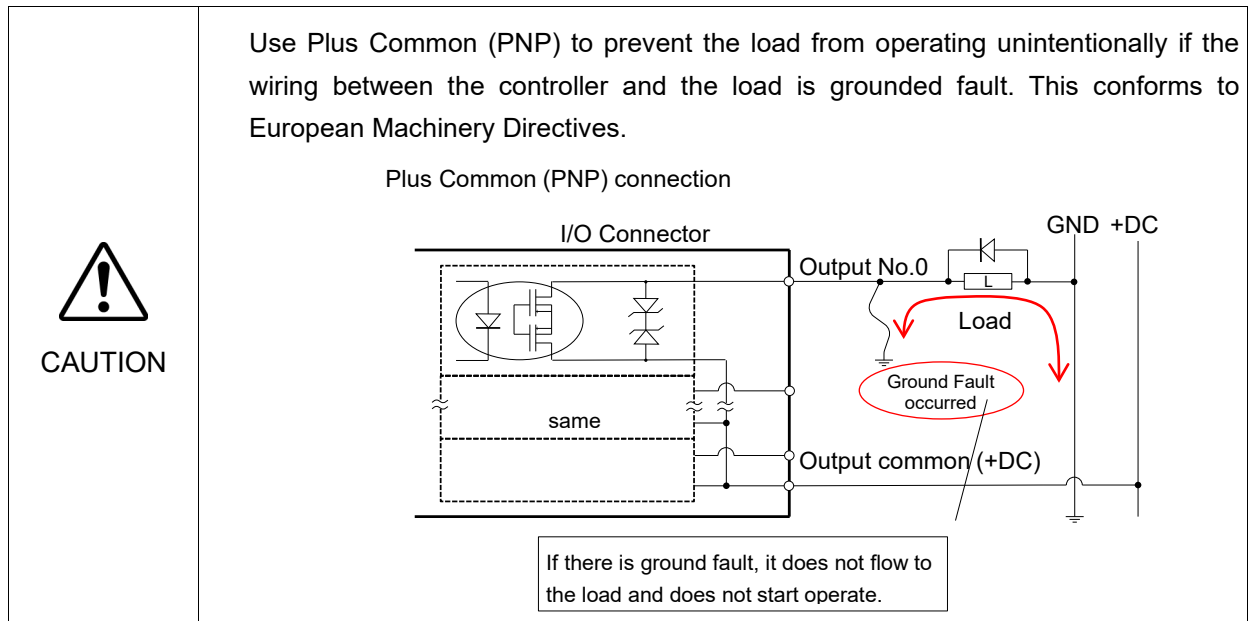 Use Plus Common (PNP) to prevent the load from operating unintentionally if the
wiring between the controller and the load is grounded fault. This conforms to
European Machinery Directives.
Plus Common (PNP) connection
GND +DC
I/O Connector
Output No.0
L
Load
CAUTION
Ground Fault
occurred
same
Output common (+DC)
If there is ground fault, it does not flow to
the load and does not start operate.